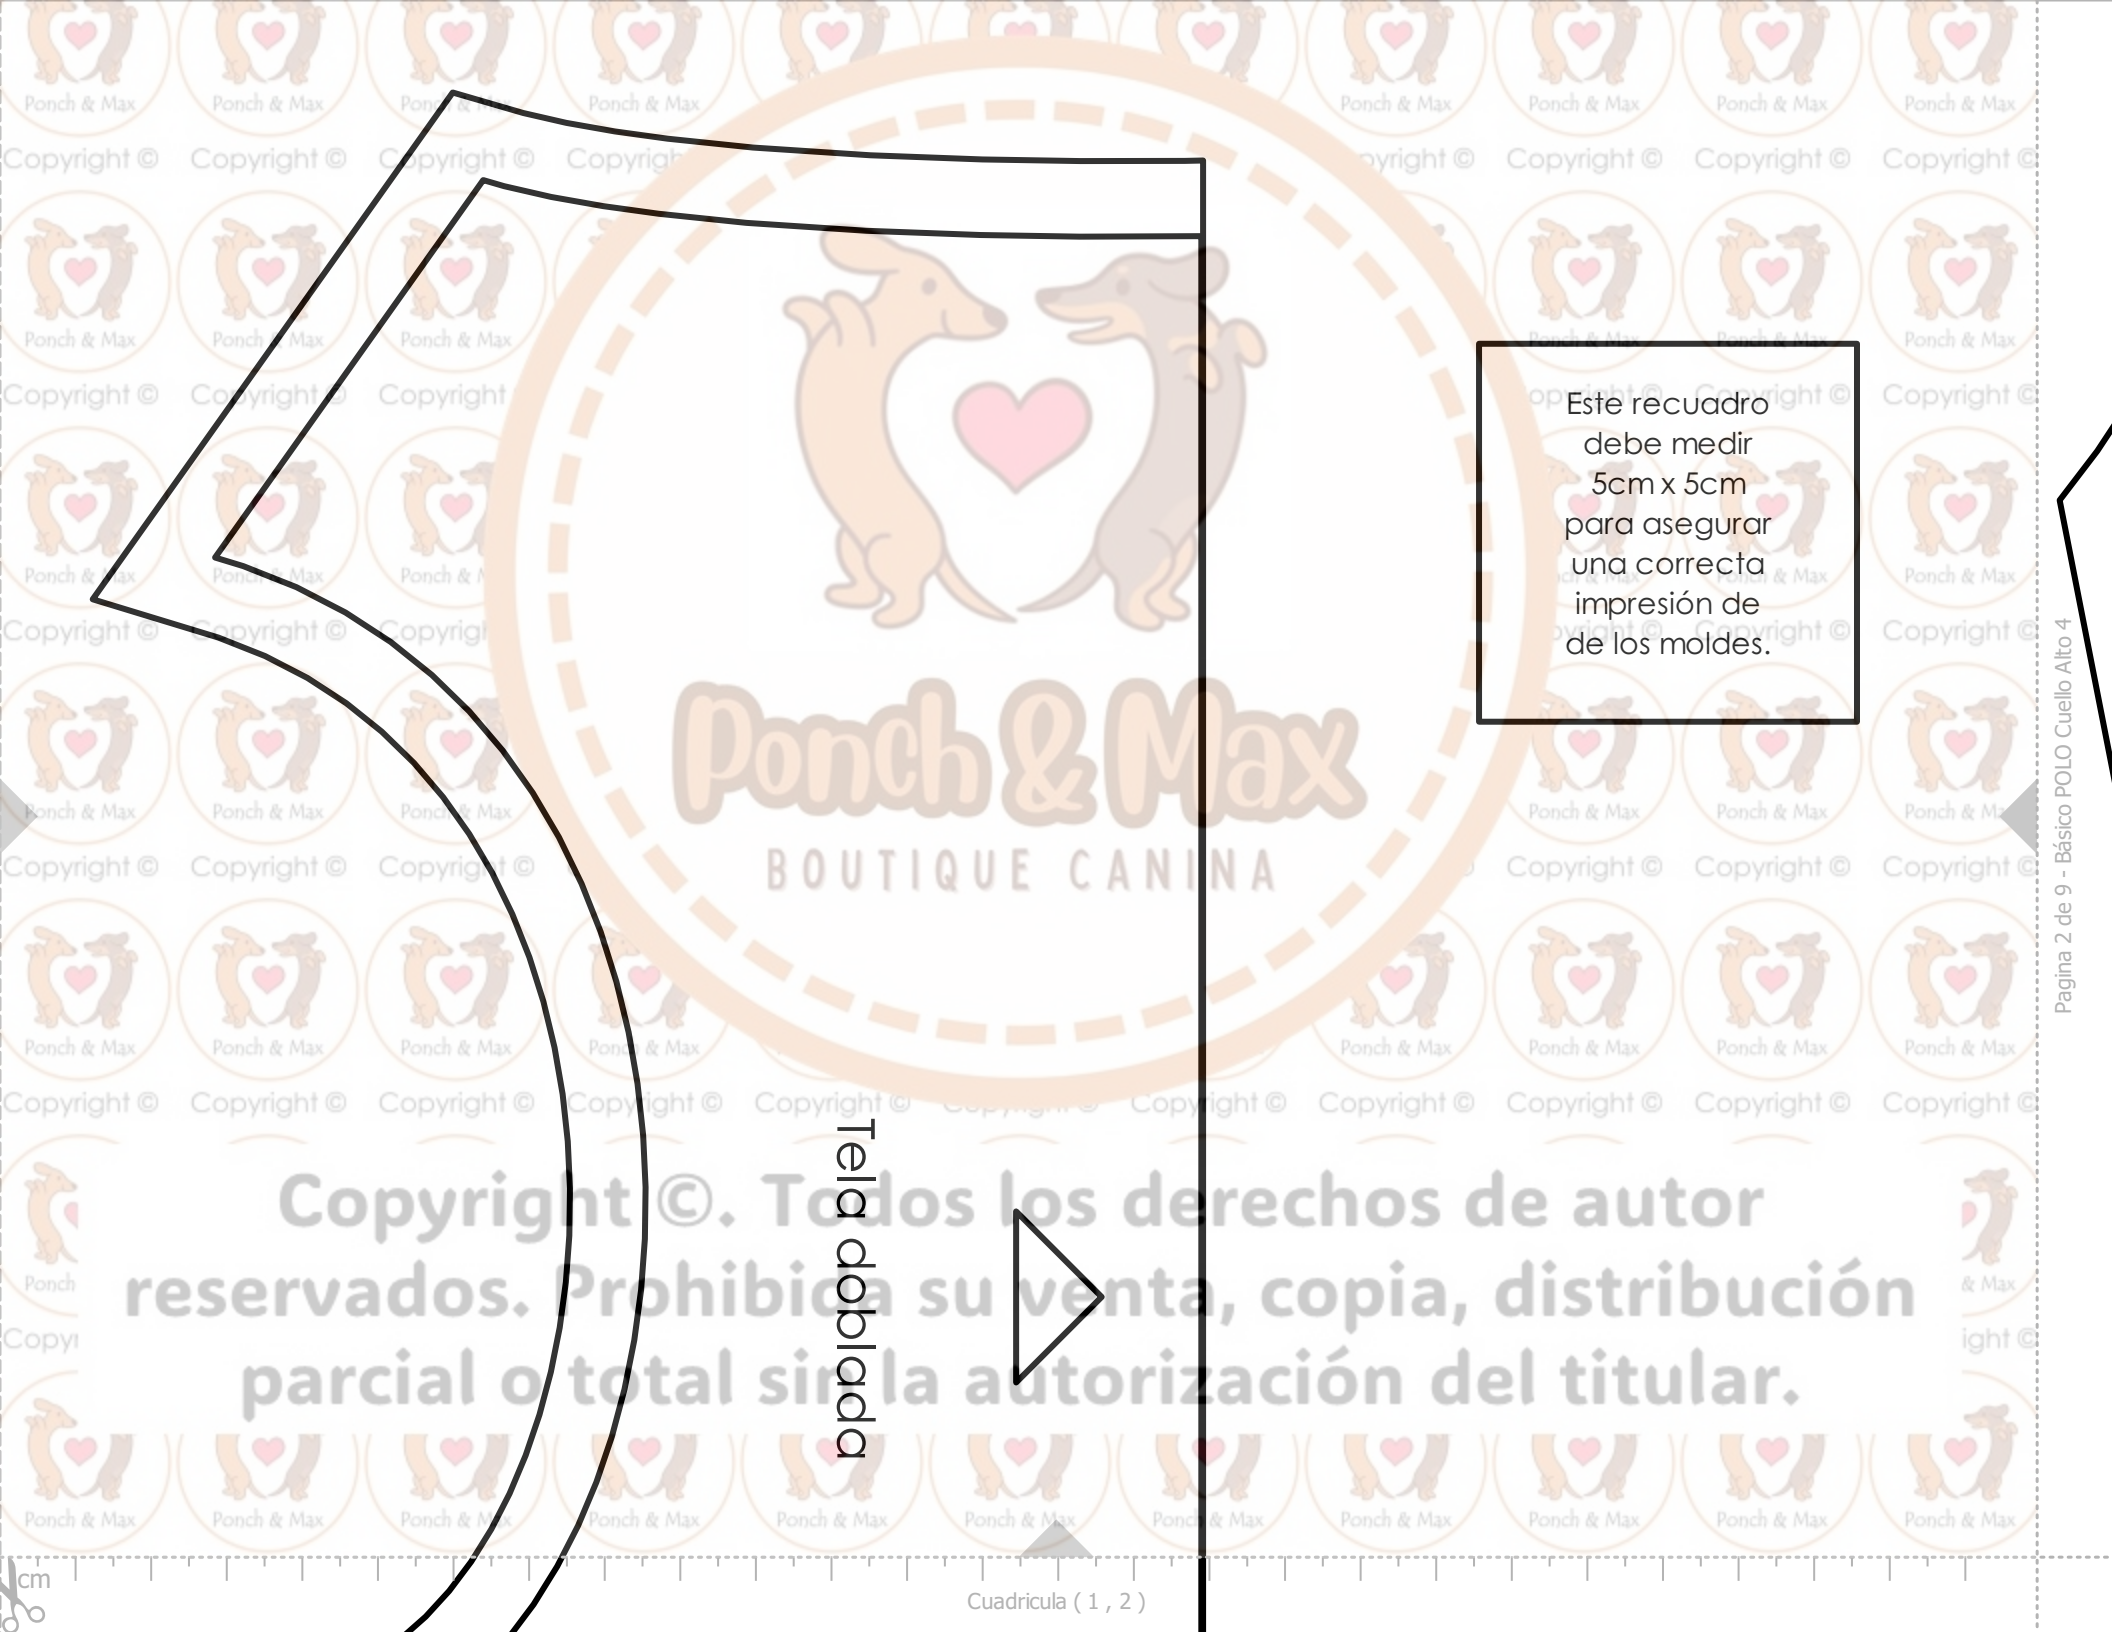 Ponch & Max
Copyright ©
Ponch & Max
BOUTIQUE CANINA
Este recuadro
debe medir
5cm x 5cm
para asegurar
una correcta
impresión de
de los moldes.
Tela doblada
Copyright ©. Todos los derechos de autor
reservados. Prohibida su venta, copia, distribución
parcial o total sin la autorización del titular.
Pagina 2 de 9 - Básico POLO Cuello Alto 4
cm
Cuadricula ( 1 , 2 )